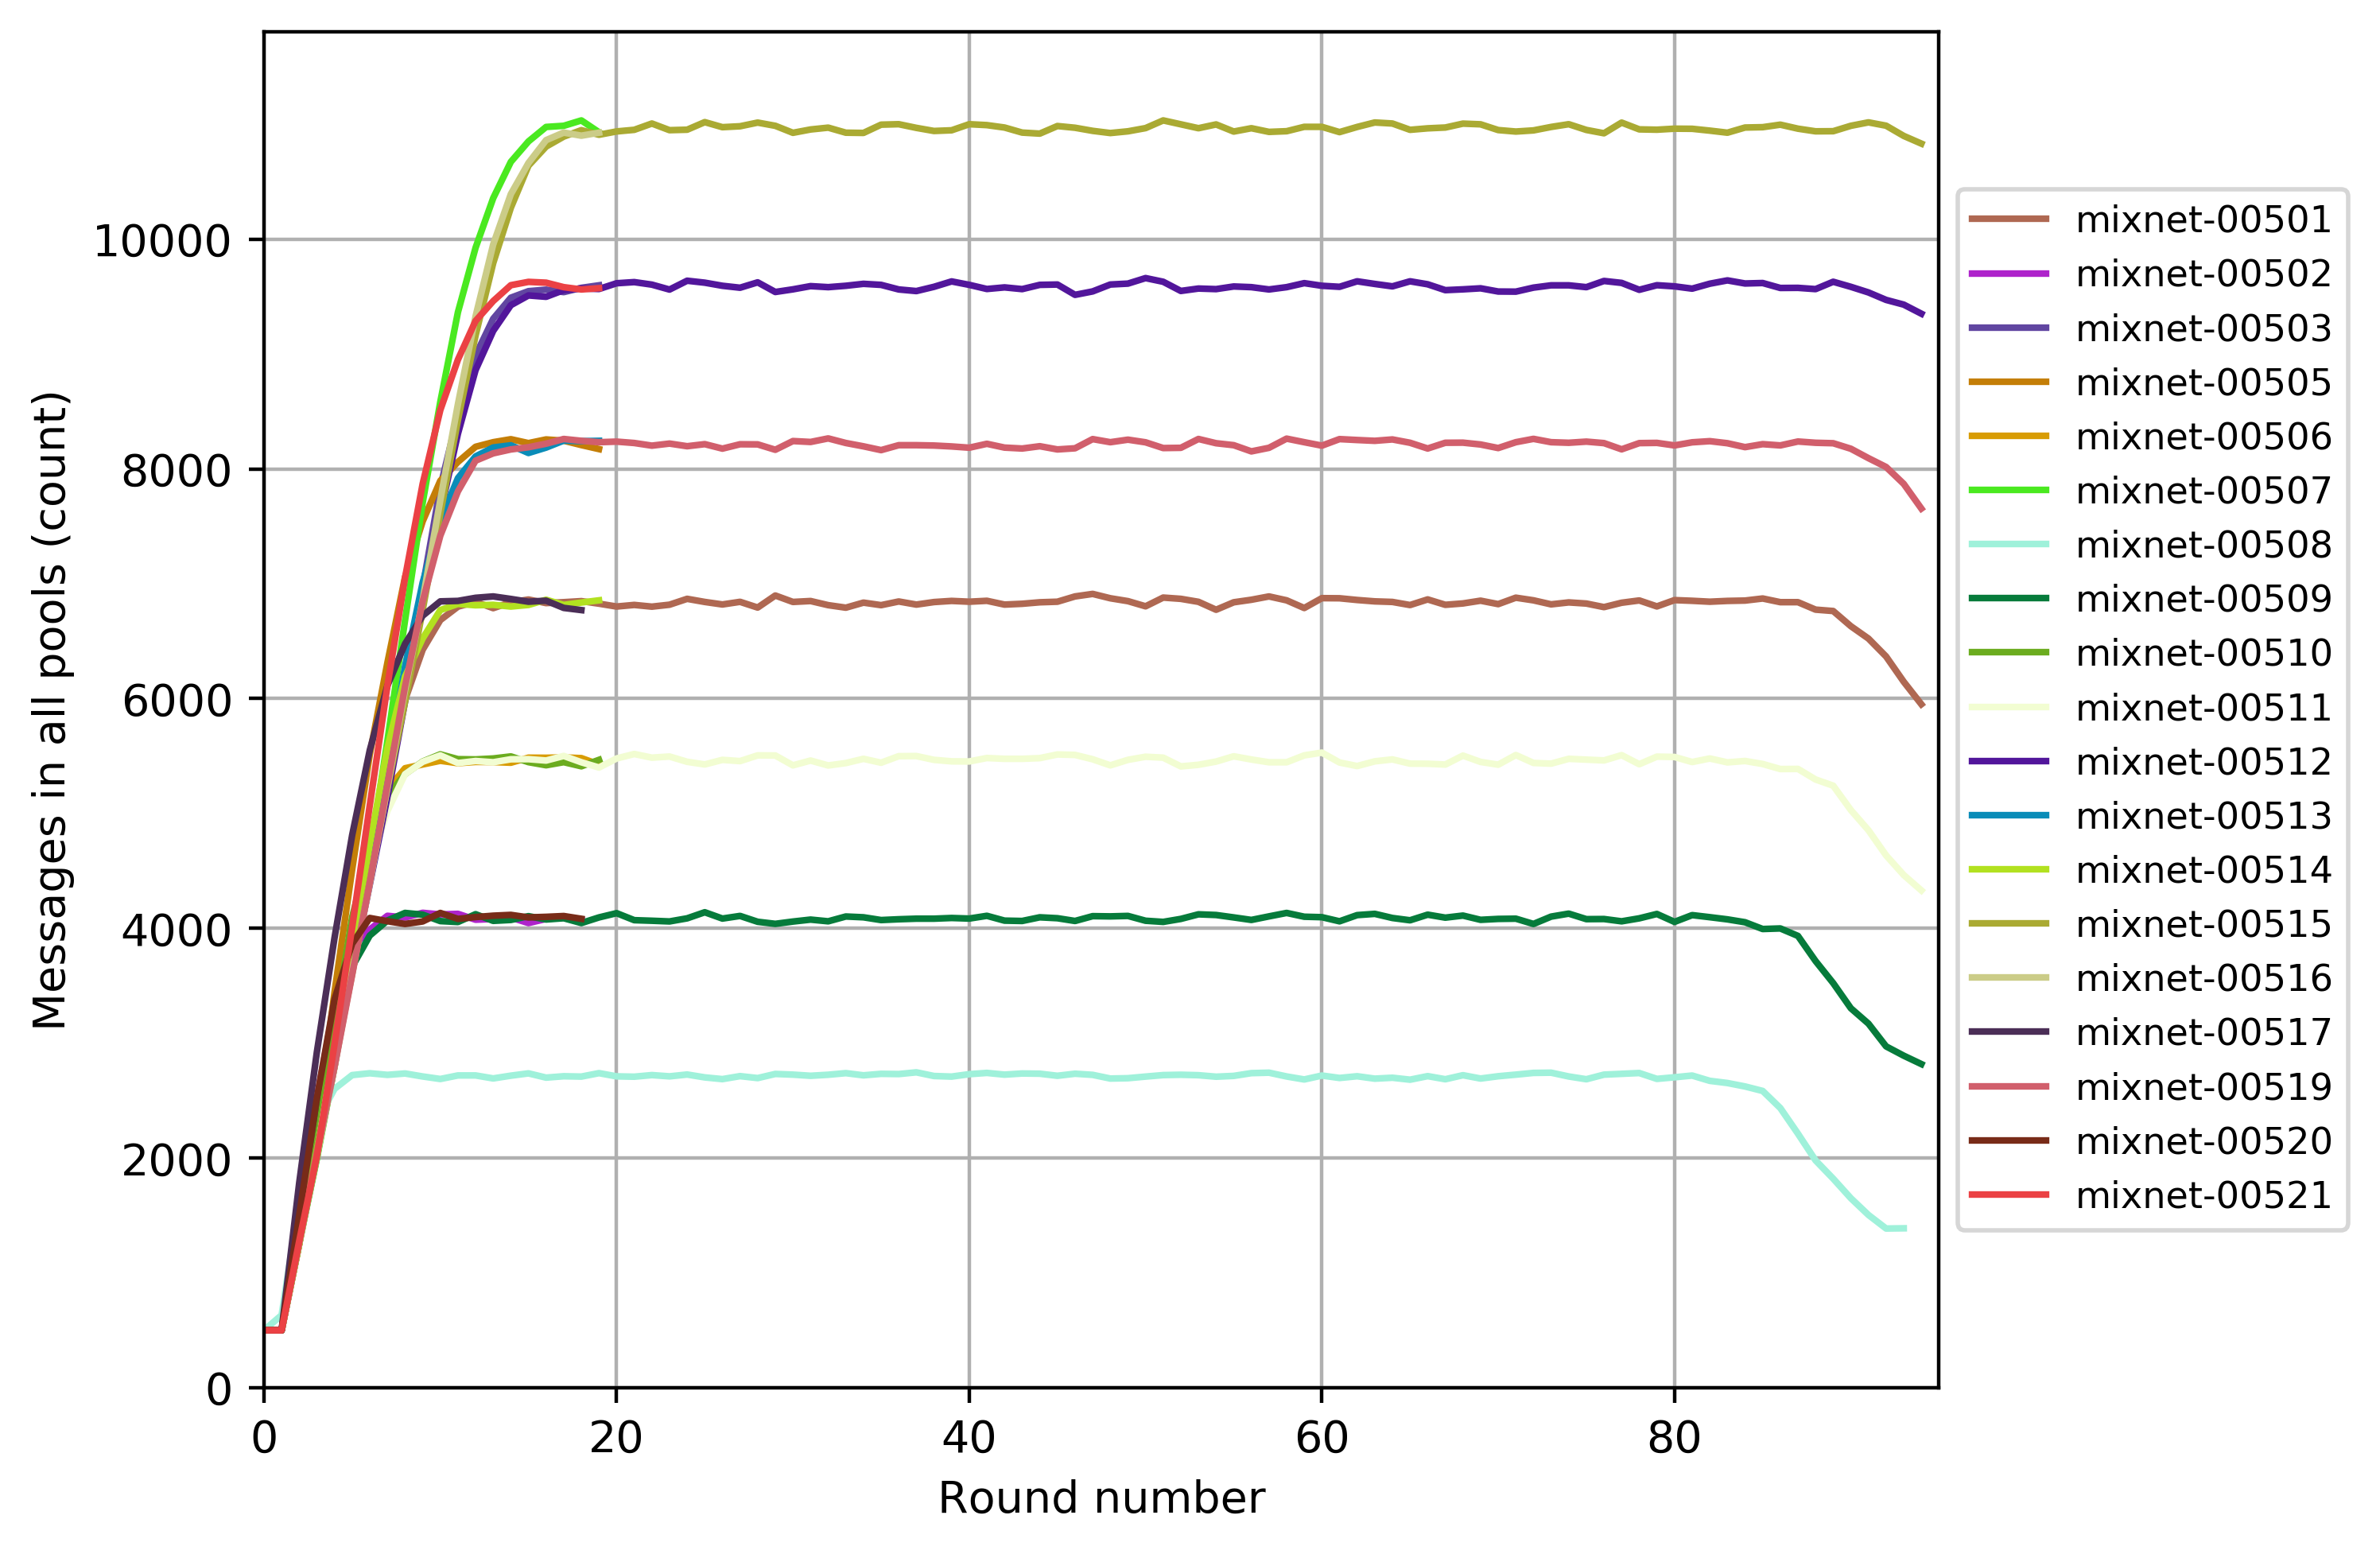 Messages in all pools (count)
10000
8000
6000
4000
2000
0
0 20 40 60 80
Round number
mixnet-00501
mixnet-00502
mixnet-00503
mixnet-00505
mixnet-00506
mixnet-00507
mixnet-00508
mixnet-00509
mixnet-00510
mixnet-00511
mixnet-00512
mixnet-00513
mixnet-00514
mixnet-00515
mixnet-00516
mixnet-00517
mixnet-00519
mixnet-00520
mixnet-00521